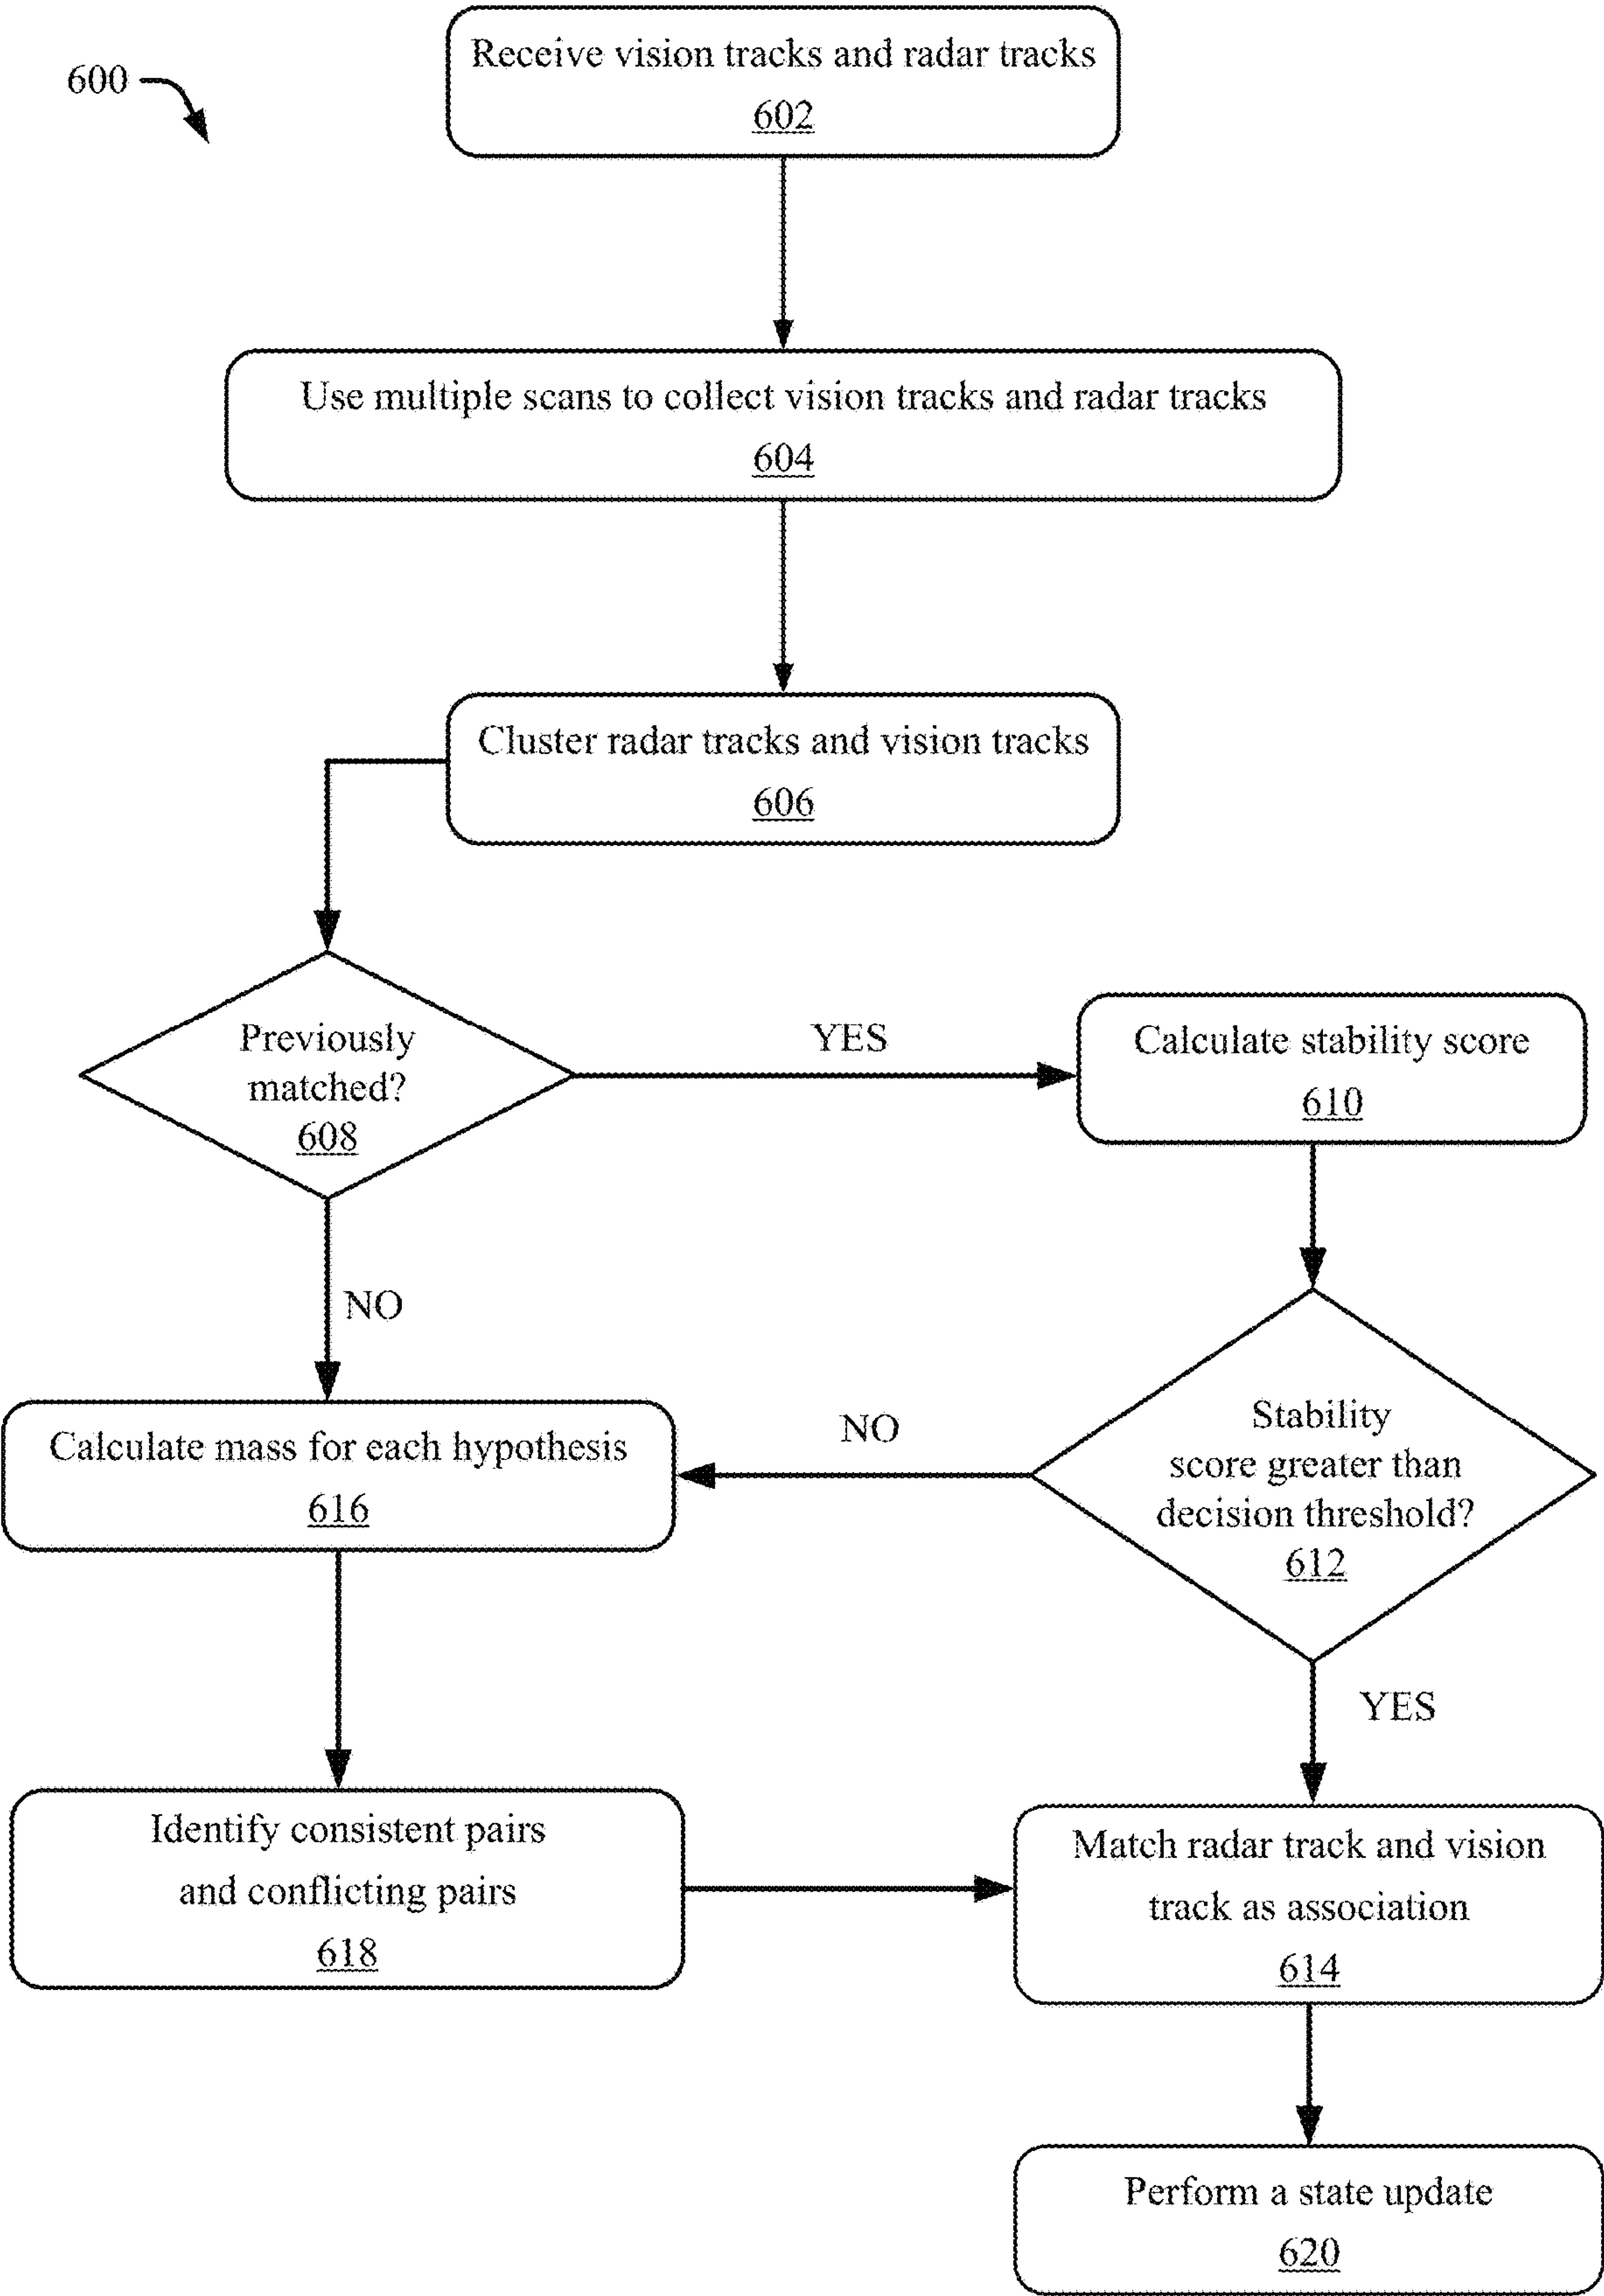 600
Receive vision tracks and radar tracks
602
Use multiple scans to collect vision tracks and radar tracks
604
Cluster radar tracks and vision tracks
606
Previously
matched?
608
YES
Calculate stability score
610
NO
Stability
score greater than
decision threshold?
612
NO
Calculate mass for each hypothesis
616
YES
Identify consistent pairs
and conflicting pairs
618
Match radar track and vision
track as association
614
Perform a state update
620